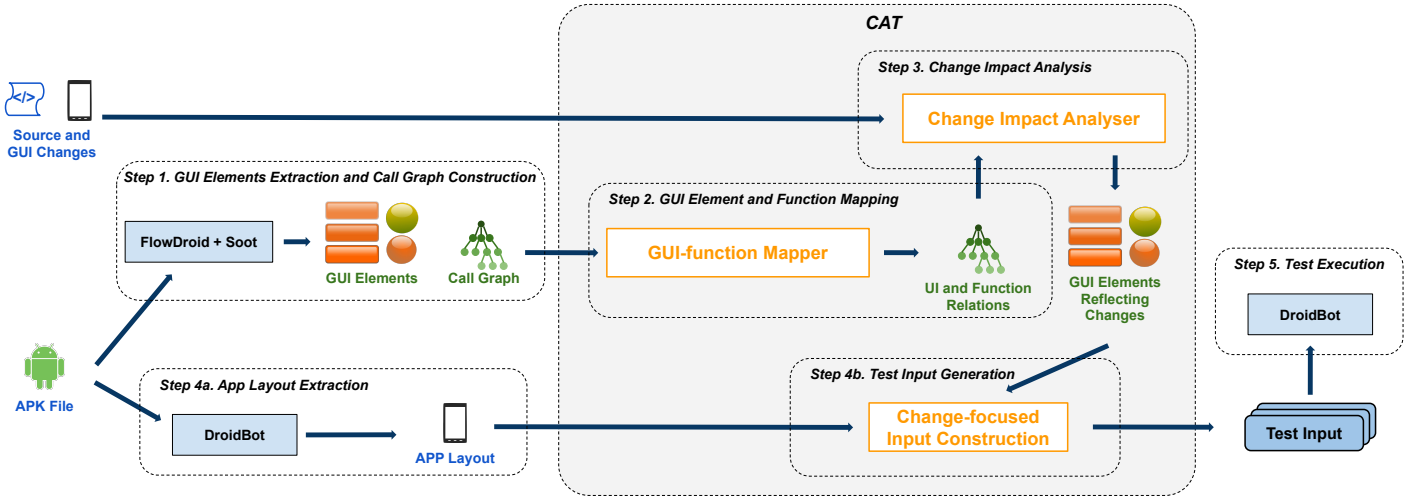 CAT
Step 3. Change Impact Analysis
</>
Source and
GUI Changes
Change Impact Analyser
Step 1. GUI Elements Extraction and Call Graph Construction
FlowDroid + Soot
GUI Elements
Call Graph
Step 2. GUI Element and Function Mapping
GUI-function Mapper
UI and Function
Relations
GUI Elements
Reflecting
Changes
Step 5. Test Execution
DroidBot
APK File
Step 4a. App Layout Extraction
DroidBot
APP Layout
Step 4b. Test Input Generation
Change-focused
Input Construction
Test Input